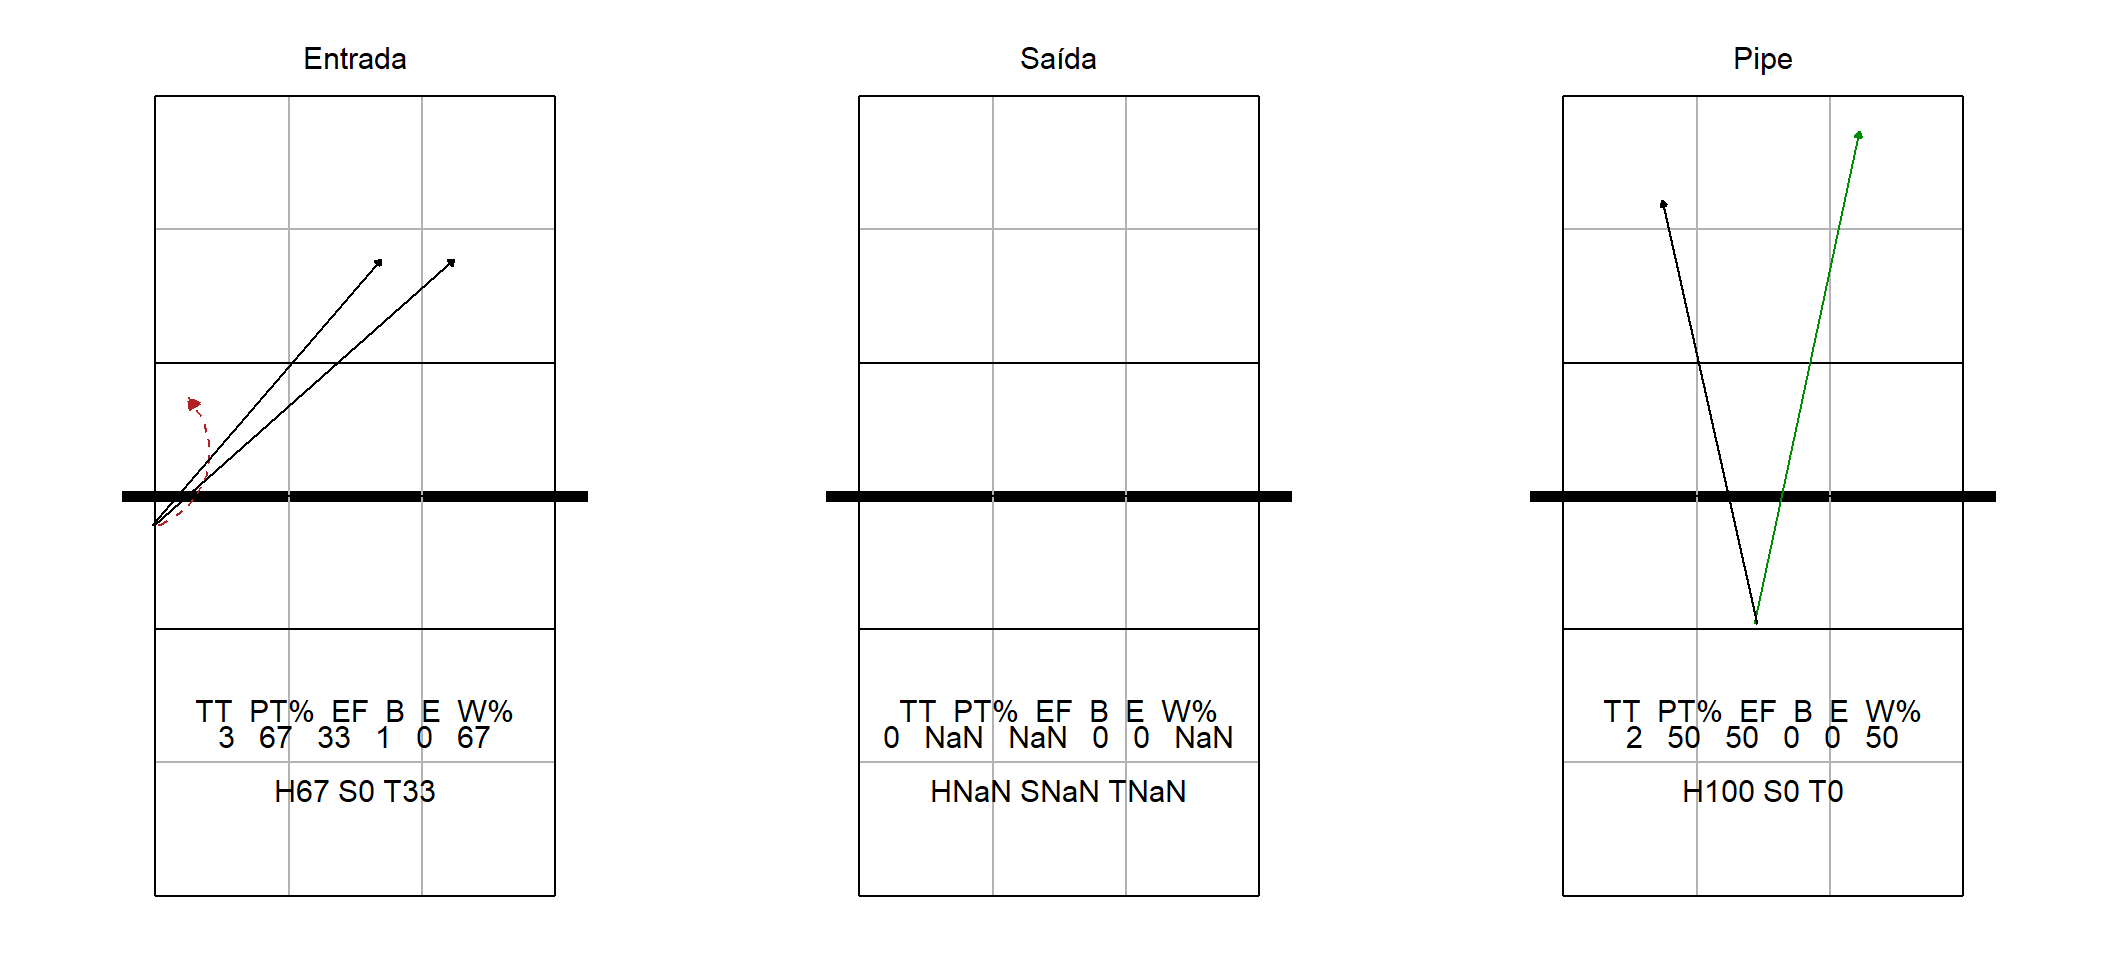 Entrada
TT PT% EF B E W%
3 67 33 1 0 67
H67 S0 T33
Saída
TT PT% EF B E W%
0 NaN NaN 0 0 NaN
HNaN SNaN TNaN
Pipe
TT PT% EF B E W%
2 50 50 0 0 50
H100 S0 T0